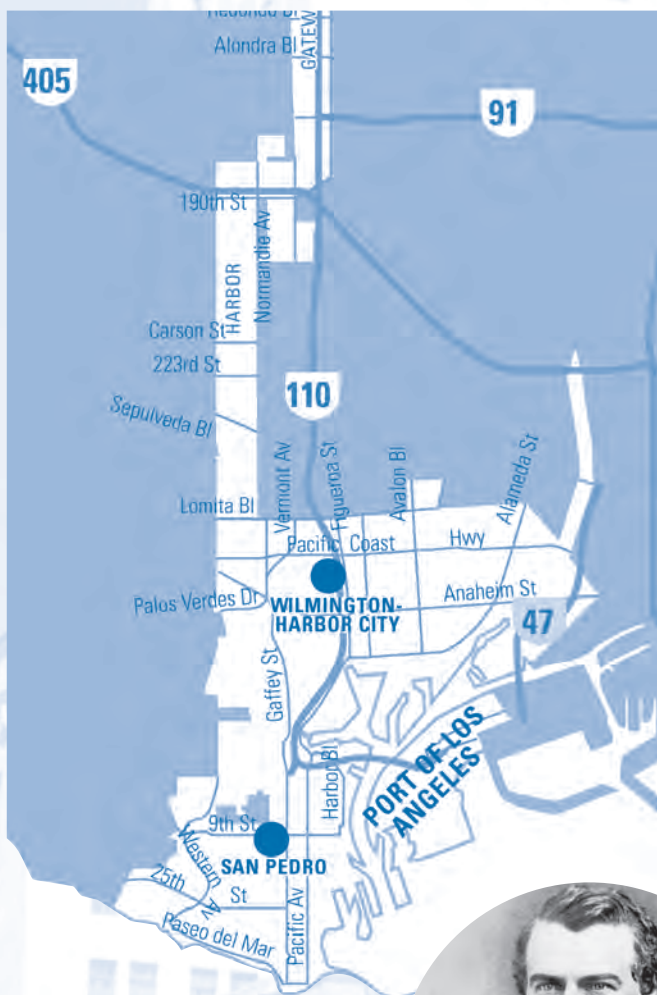 Alondra Bl
GATEW
405
91
190th St
HARBOR
Normandie Av
Carson St
223rd St
110
Sepulveda Bl
Vermont Av
Figueroa St
Avalon Bl
Alameda St
Lomita Bl
Pacific Coast Hwy
Palos Verdes Dr
WILMINGTON-
HARBOR CITY
Anaheim St
47
Gaffey St
Harbor Bl
PORT OF LOS
ANGELES
9th St
SAN PEDRO
Western Av
25th St
Pacific Av
Paseo del Mar